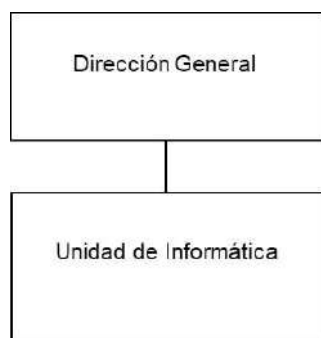 Dirección General
Unidad de Informática